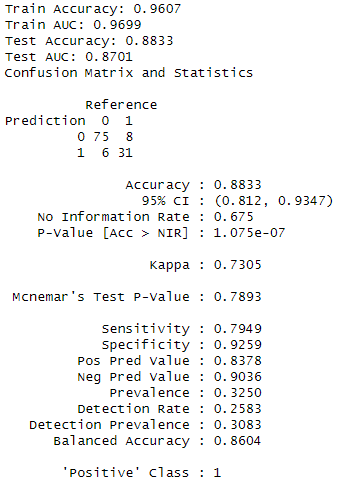 Train Accuracy: 0.9607
Train AUC: 0.9699
Test Accuracy: 0.8833
Test AUC: 0.8701
Confusion Matrix and Statistics
Reference
Prediction 0 1
0 75 8
1 6 31
Accuracy : 0.8833
95% CI : (0.812, 0.9347)
No Information Rate : 0.675
P-Value [Acc > NIR] : 1.075e-07
Kappa : 0.7305
Mcnemar's Test P-Value : 0.7893
Sensitivity : 0.7949
Specificity : 0.9259
Pos Pred Value : 0.8378
Neg Pred Value : 0.9036
Prevalence : 0.3250
Detection Rate : 0.2583
Detection Prevalence : 0.3083
Balanced Accuracy : 0.8604
'Positive' Class : 1